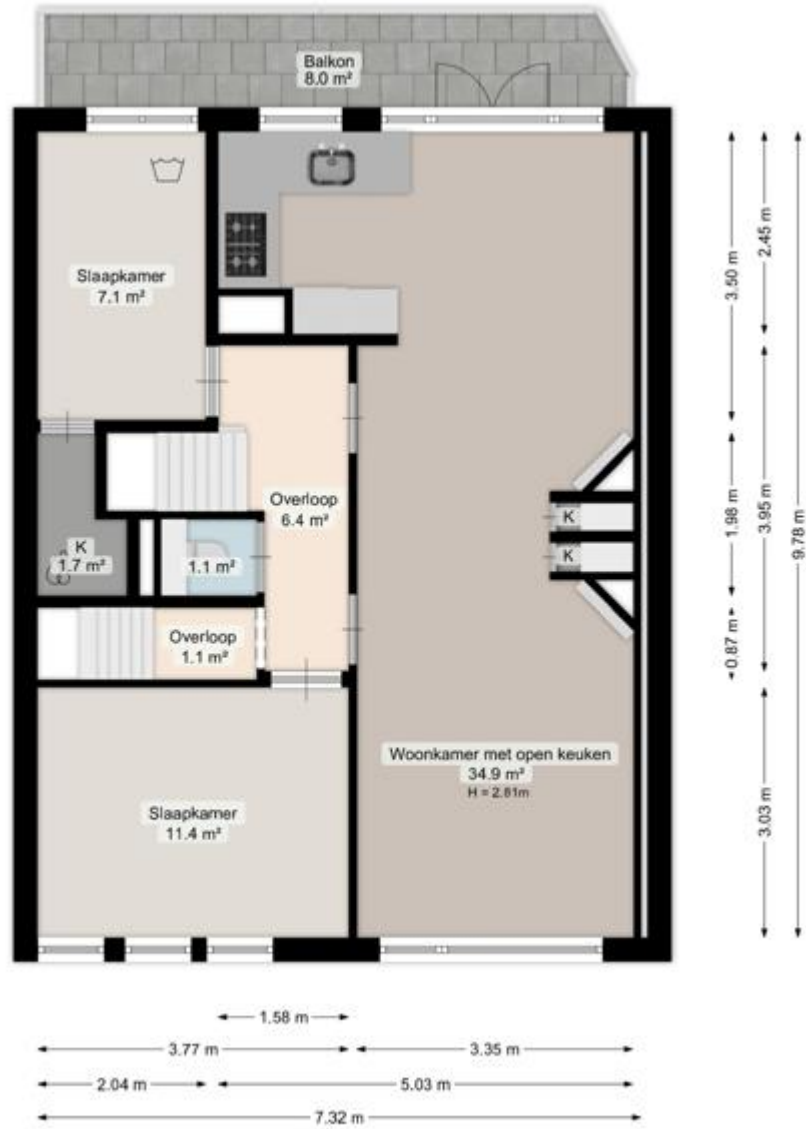 Balkon
8.0 m²
Slaapkamer
7.1 m²
Overloop
6.4 m²
K
1.7 m²
1.1 m²
K
K
Overloop
1.1 m²
Woonkamer met open keuken
34.9 m²
H = 2.81m
Slaapkamer
11.4 m²
2.45 m
3.50 m
1.98 m
3.95 m
9.78 m
0.87 m
3.03 m
1.58 m
3.77 m
3.35 m
2.04 m
5.03 m
7.32 m